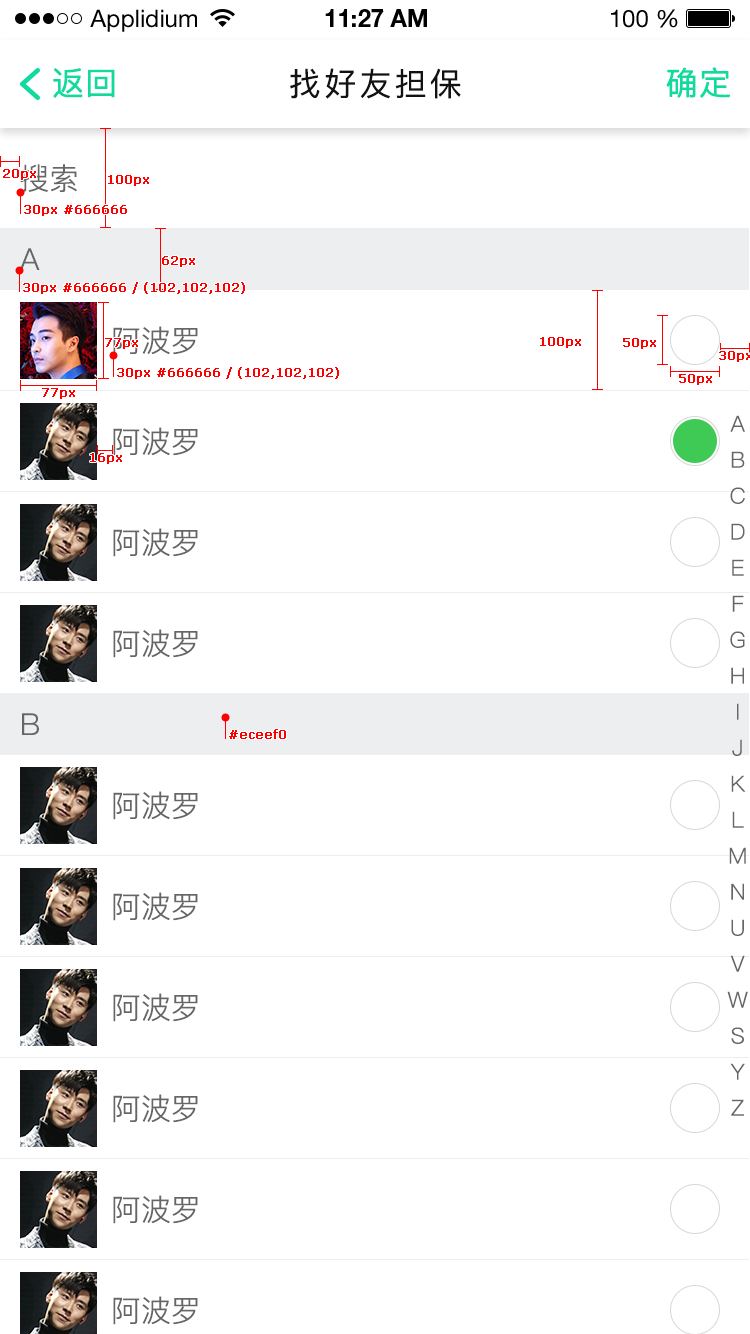 ●●●○○ Applidium 11:27 AM 100 %
返回 找好友担保 确定
20px 搜索 100px
30px #666666
A 62px
30px #666666 / (102,102,102)
阿波罗 77px 100px 50px 30px
30px #666666 / (102,102,102) 50px
77px
阿波罗 A
16px B
C
D
阿波罗
E
F
阿波罗 G
H
I
B #eceef0
J
K
阿波罗
L
M
N
阿波罗
U
V
W
阿波罗
S
Y
阿波罗 Z
阿波罗
阿波罗